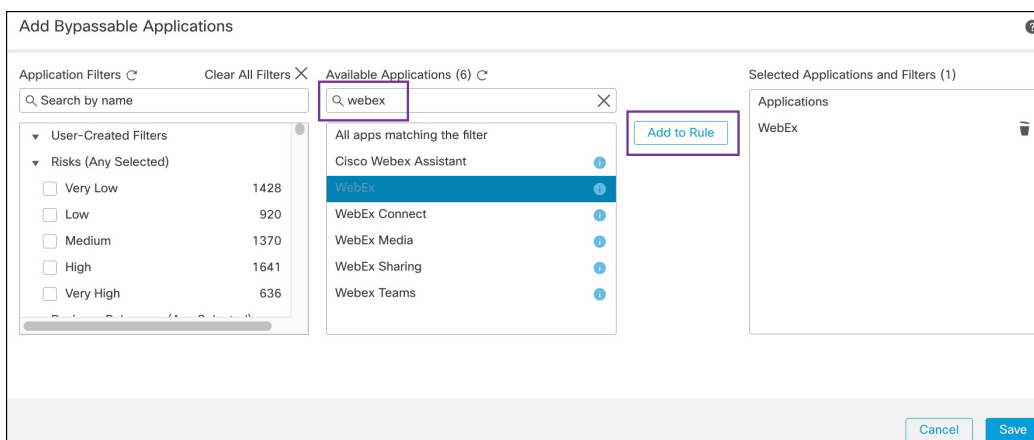 Add Bypassable Applications
Application Filters
Clear All Filters
Search by name
User-Created Filters
Risks (Any Selected)
Very Low 1428
Low 920
Medium 1370
High 1641
Very High 636
Available Applications (6)
webex
All apps matching the filter
Cisco Webex Assistant
WebEx
WebEx Connect
WebEx Media
WebEx Sharing
Webex Teams
Add to Rule
Selected Applications and Filters (1)
Applications
WebEx
Cancel
Save